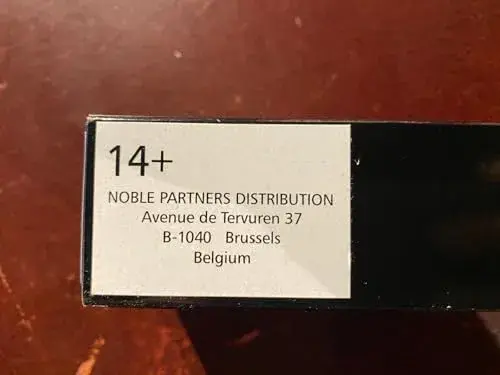 14+
NOBLE PARTNERS DISTRIBUTION
Avenue de Tervuren 37
B-1040 Brussels
Belgium